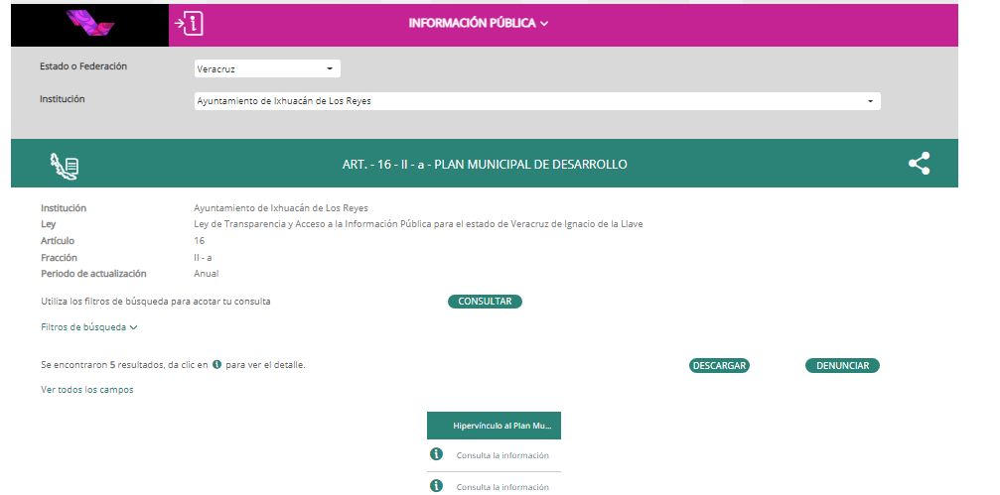 INFORMACIÓN PÚBLICA
Estado o Federación Veracruz
Institución Ayuntamiento de Ixhuacán de Los Reyes
ART. - 16 - II - a - PLAN MUNICIPAL DE DESARROLLO
Institución Ayuntamiento de Ixhuacán de Los Reyes
Ley Ley de Transparencia y Acceso a la Información Pública para el estado de Veracruz de Ignacio de la Llave
Artículo 16
Fracción II - a
Periodo de actualización Anual
Utiliza los filtros de búsqueda para acotar tu consulta CONSULTAR
Filtros de búsqueda
Se encontraron 5 resultados, da clic en i para ver el detalle. DESCARGAR DENUNCIAR
Ver todos los campos
Hipervínculo al Plan Mu...
Consulta la información
Consulta la información